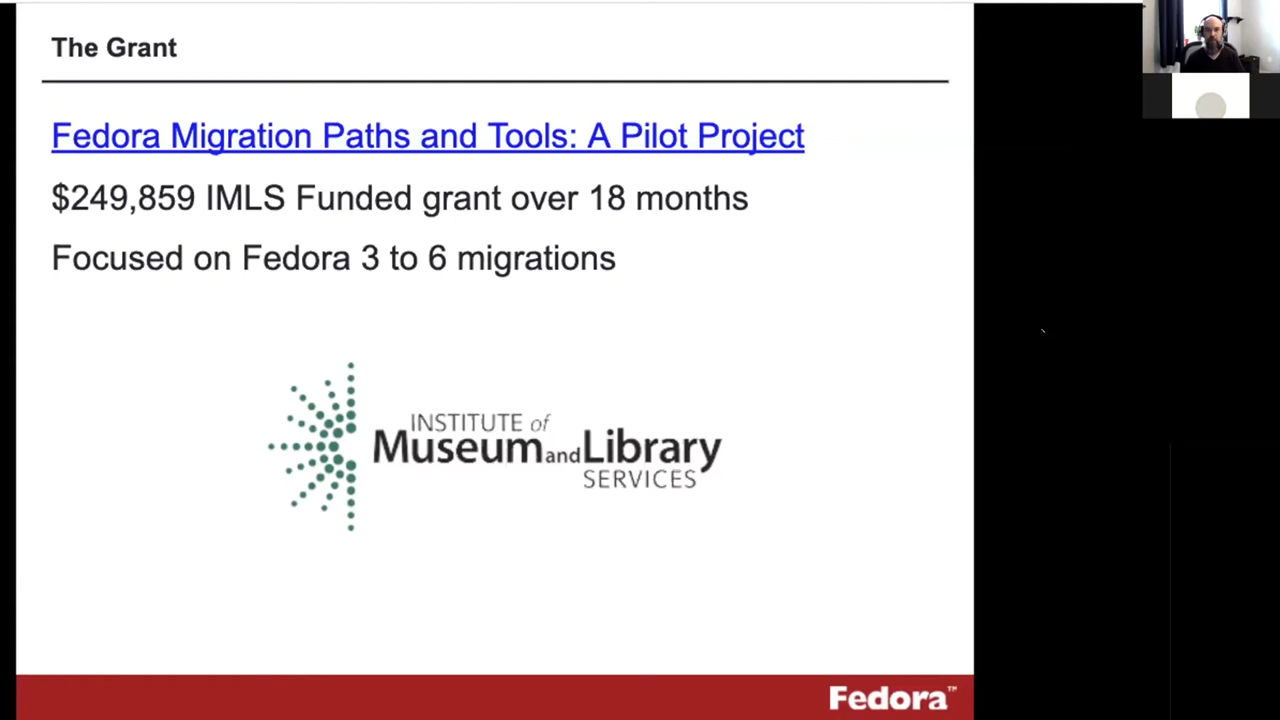 The Grant
Fedora Migration Paths and Tools: A Pilot Project
$249,859 IMLS Funded grant over 18 months
Focused on Fedora 3 to 6 migrations
INSTITUTE of
Museum and Library
SERVICES
Fedora™